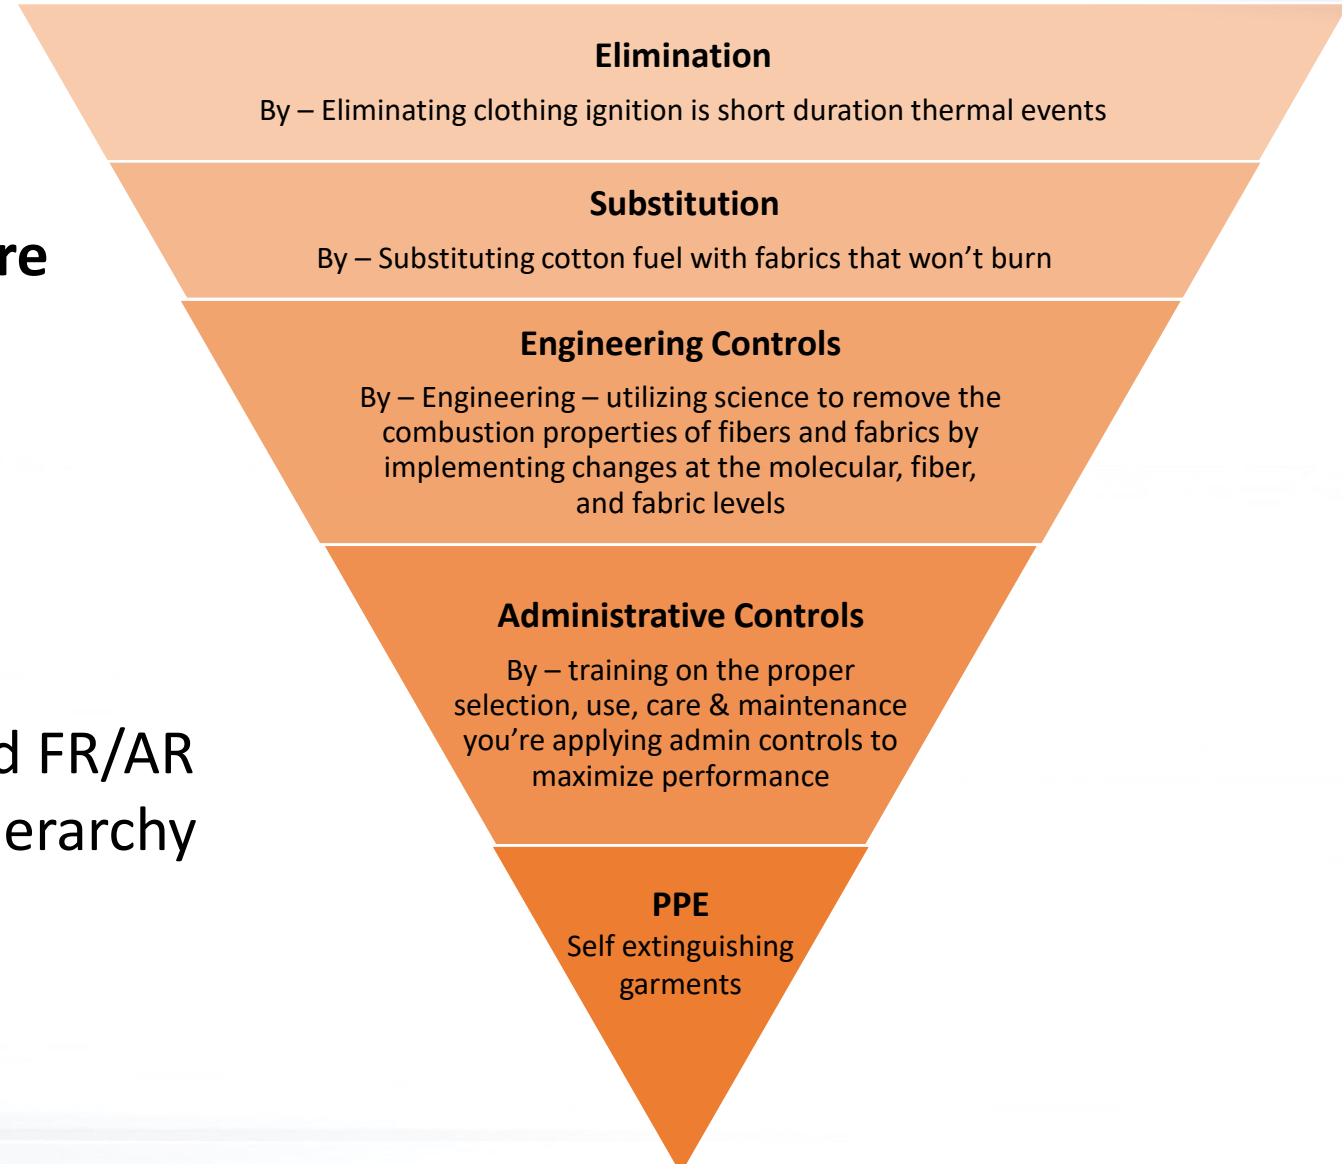 Elimination
By – Eliminating clothing ignition is short duration thermal events
Substitution
re
By – Substituting cotton fuel with fabrics that won’t burn
Engineering Controls
By – Engineering – utilizing science to remove the
combustion properties of fibers and fabrics by
implementing changes at the molecular, fiber,
and fabric levels
Administrative Controls
By – training on the proper
selection, use, care & maintenance
you’re applying admin controls to
maximize performance
d FR/AR
erarchy
PPE
Self extinguishing
garments